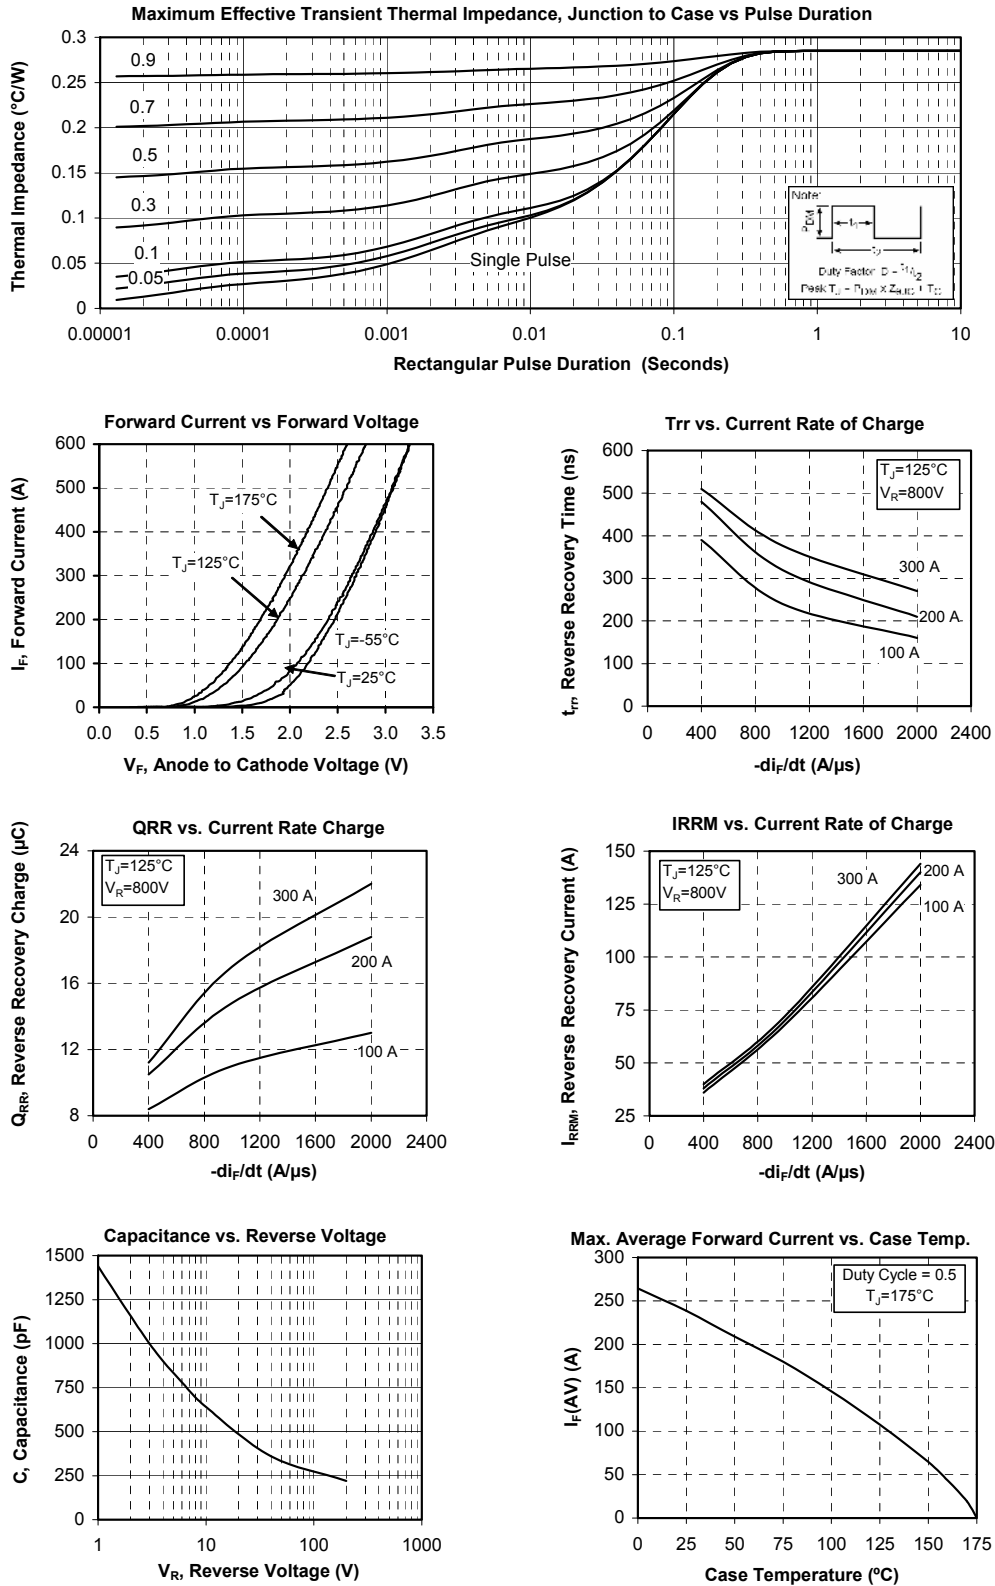 Maximum Effective Transient Thermal Impedance, Junction to Case vs Pulse Duration
Thermal Impedance (°C/W)
0.3
0.25
0.2
0.15
0.1
0.05
0
0.9
0.7
0.5
0.3
0.1
0.05
Single Pulse
Note:
PDM
t1
t2
Duty Factor D = t1/t2
Peak TJ = PDM x ZθJC + TC
0.00001 0.0001 0.001 0.01 0.1 1 10
Rectangular Pulse Duration (Seconds)
Forward Current vs Forward Voltage
IF, Forward Current (A)
600
500
400
300
200
100
0
TJ=175°C
TJ=125°C
TJ=-55°C
TJ=25°C
0.0 0.5 1.0 1.5 2.0 2.5 3.0 3.5
VF, Anode to Cathode Voltage (V)
Trr vs. Current Rate of Charge
trr, Reverse Recovery Time (ns)
600
500
400
300
200
100
0
TJ=125°C
VR=800V
300 A
200 A
100 A
0 400 800 1200 1600 2000 2400
-diF/dt (A/µs)
QRR vs. Current Rate Charge
QRR, Reverse Recovery Charge (µC)
24
20
16
12
8
TJ=125°C
VR=800V
300 A
200 A
100 A
0 400 800 1200 1600 2000 2400
-diF/dt (A/µs)
IRRM vs. Current Rate of Charge
IRRM, Reverse Recovery Current (A)
150
125
100
75
50
25
TJ=125°C
VR=800V
300 A
200 A
100 A
0 400 800 1200 1600 2000 2400
-diF/dt (A/µs)
Capacitance vs. Reverse Voltage
C, Capacitance (pF)
1500
1250
1000
750
500
250
0
1 10 100 1000
VR, Reverse Voltage (V)
Max. Average Forward Current vs. Case Temp.
IF(AV) (A)
300
250
200
150
100
50
0
Duty Cycle = 0.5
TJ=175°C
0 25 50 75 100 125 150 175
Case Temperature (ºC)